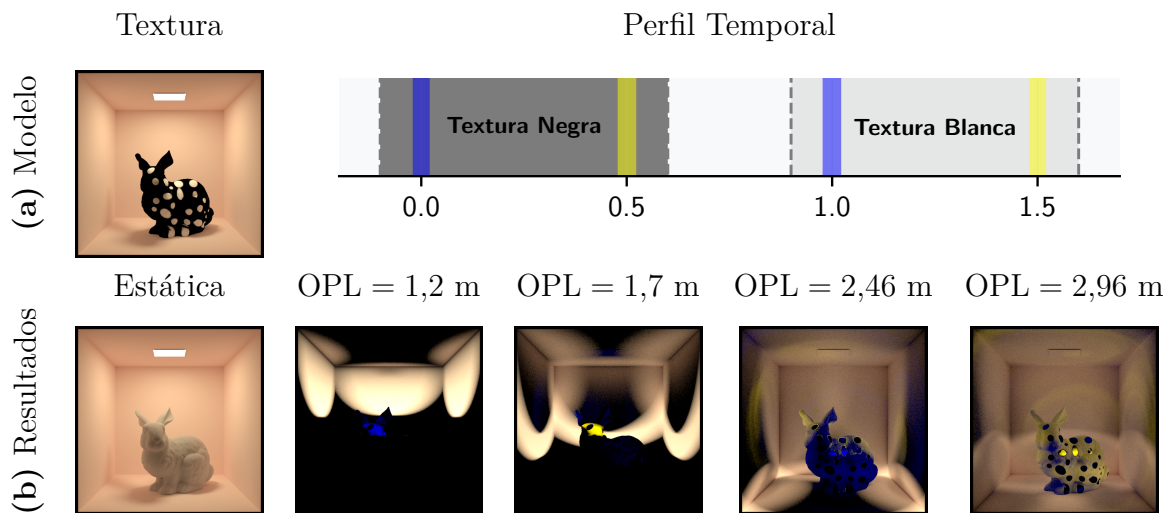 Textura
Perfil Temporal
(a) Modelo
Textura Negra
Textura Blanca
0.0
0.5
1.0
1.5
Estática
OPL = 1,2 m
OPL = 1,7 m
OPL = 2,46 m
OPL = 2,96 m
(b) Resultados